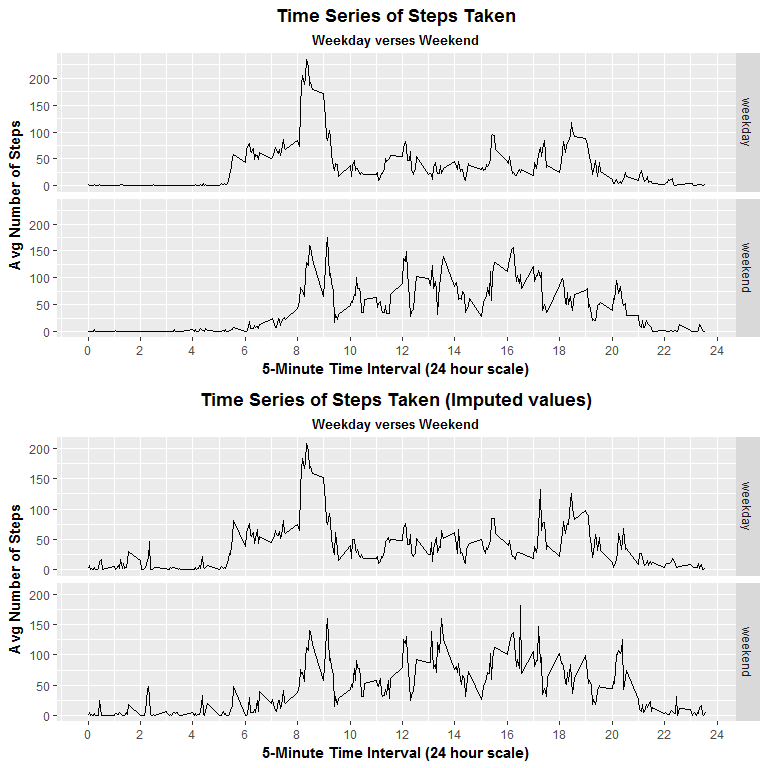 Time Series of Steps Taken
Weekday verses Weekend
Avg Number of Steps
200
150
100
50
0
weekday
200
150
100
50
0
weekend
0 2 4 6 8 10 12 14 16 18 20 22 24
5-Minute Time Interval (24 hour scale)
Time Series of Steps Taken (Imputed values)
Weekday verses Weekend
Avg Number of Steps
200
150
100
50
0
weekday
200
150
100
50
0
weekend
0 2 4 6 8 10 12 14 16 18 20 22 24
5-Minute Time Interval (24 hour scale)